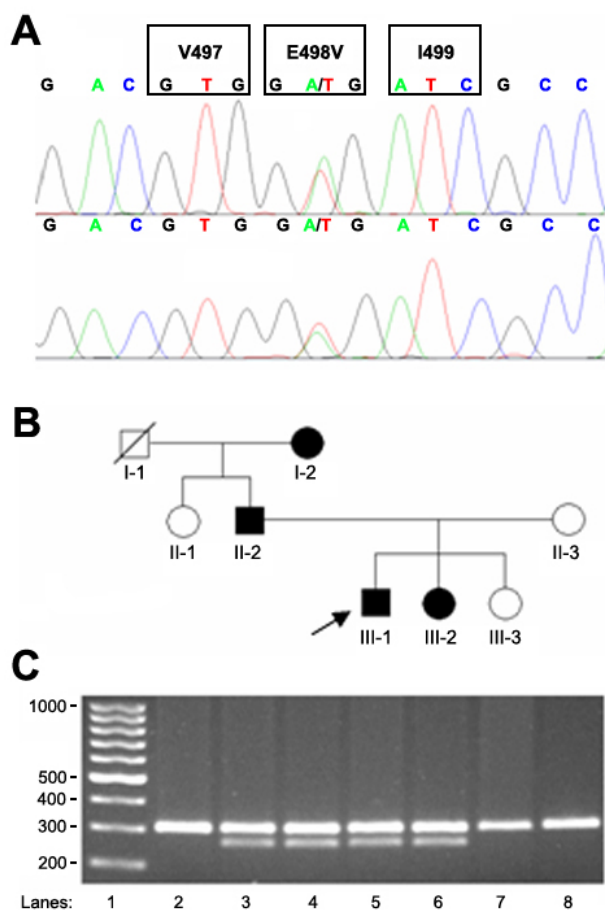 A
V497 E498V I499
G A C G T G G A/T G A T C G C C
G A C G T G G A/T G A T C G C C
B
I-1 I-2
II-1 II-2 II-3
III-1 III-2 III-3
C
1000
500
400
300
200
Lanes: 1 2 3 4 5 6 7 8